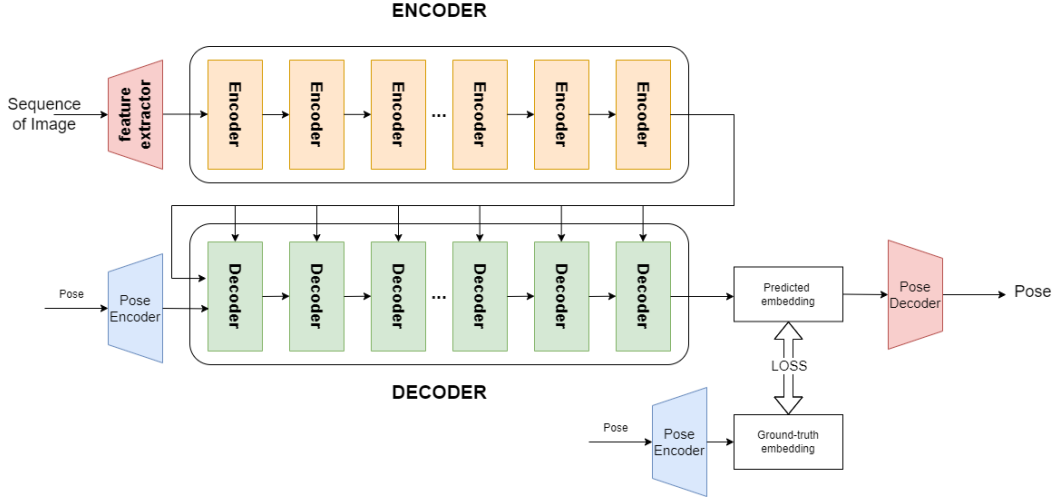 ENCODER
Sequence
of Image
feature
extractor
Encoder
Encoder
Encoder
...
Encoder
Encoder
Encoder
Pose
Pose
Encoder
Decoder
Decoder
Decoder
...
Decoder
Decoder
Decoder
Predicted
embedding
Pose
Decoder
Pose
LOSS
DECODER
Pose
Pose
Encoder
Ground-truth
embedding